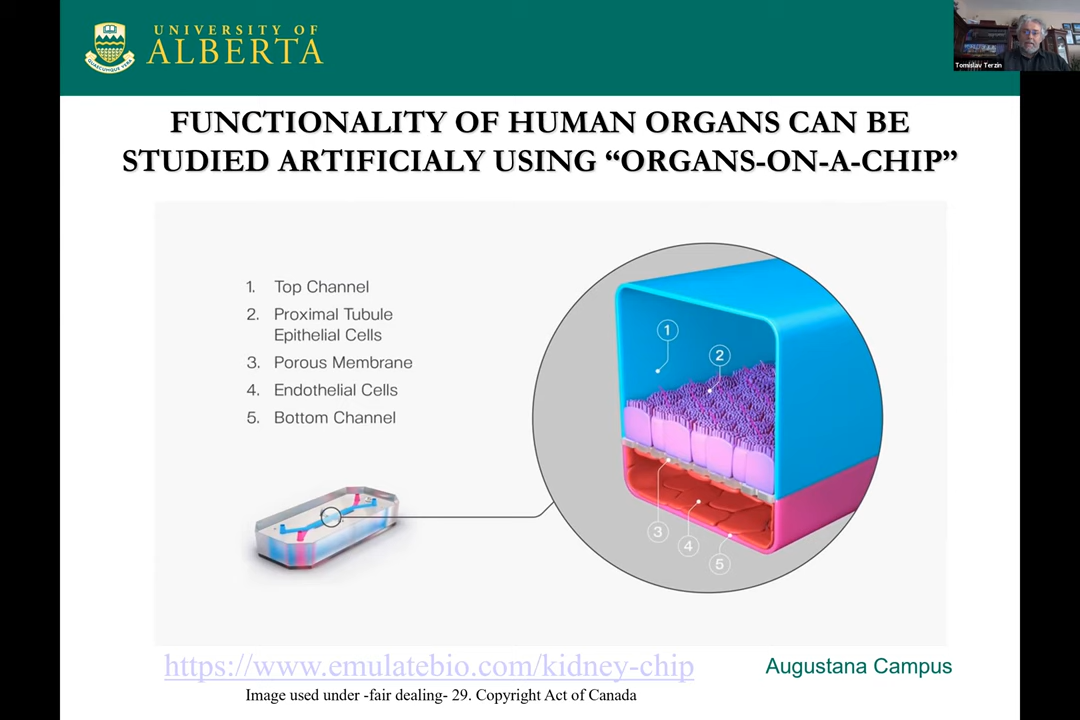 UNIVERSITY OF
ALBERTA
QUAECUMQUE VERA
Tomislav Terzin
FUNCTIONALITY OF HUMAN ORGANS CAN BE
STUDIED ARTIFICIALY USING “ORGANS-ON-A-CHIP”
1. Top Channel
2. Proximal Tubule
Epithelial Cells
3. Porous Membrane
4. Endothelial Cells
5. Bottom Channel
1
2
3
4
5
https://www.emulatebio.com/kidney-chip
Augustana Campus
Image used under -fair dealing- 29. Copyright Act of Canada